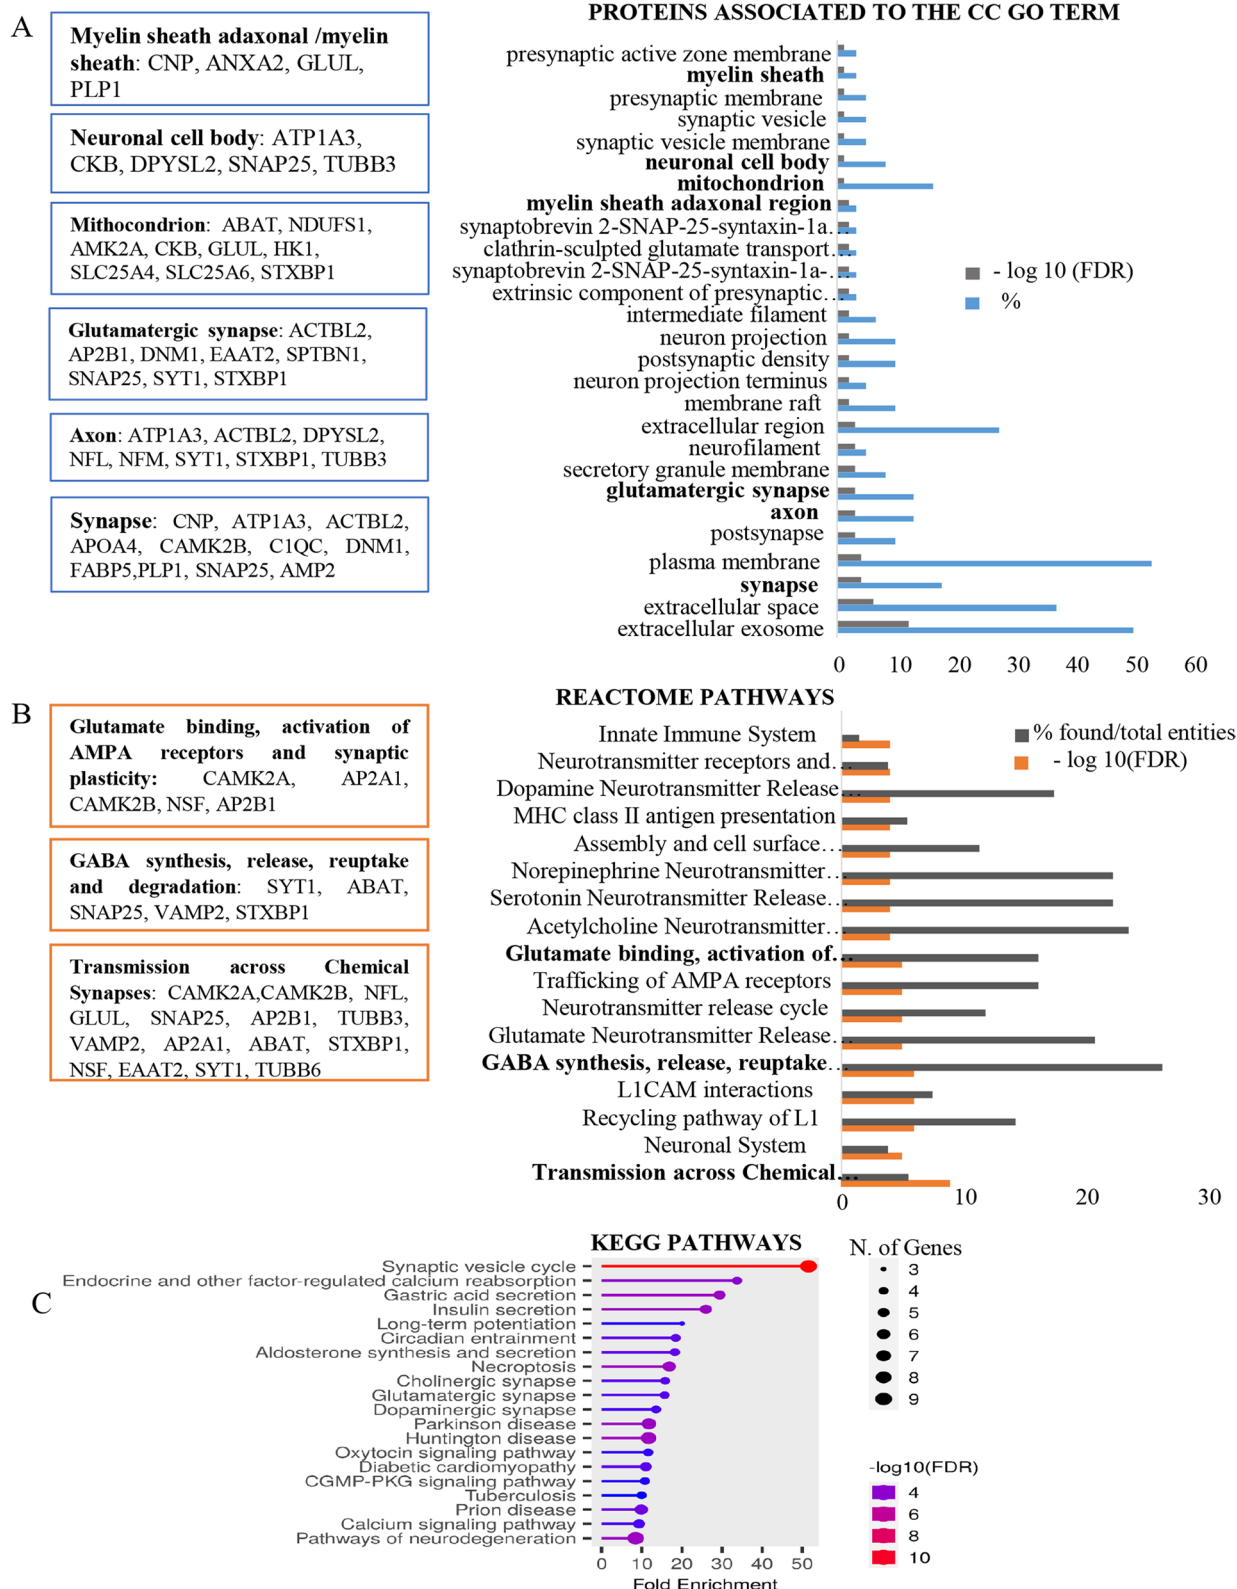 A
Myelin sheath adaxonal /myelin
sheath: CNP, ANXA2, GLUL,
PLP1
Neuronal cell body: ATP1A3,
CKB, DPYSL2, SNAP25, TUBB3
Mithocondrion: ABAT, NDUFS1,
AMK2A, CKB, GLUL, HK1,
SLC25A4, SLC25A6, STXBP1
Glutamatergic synapse: ACTBL2,
AP2B1, DNM1, EAAT2, SPTBN1,
SNAP25, SYT1, STXBP1
Axon: ATP1A3, ACTBL2, DPYSL2,
NFL, NFM, SYT1, STXBP1, TUBB3
Synapse: CNP, ATP1A3, ACTBL2,
APOA4, CAMK2B, C1QC, DNM1,
FABP5,PLP1, SNAP25, AMP2
PROTEINS ASSOCIATED TO THE CC GO TERM
presynaptic active zone membrane
myelin sheath
presynaptic membrane
synaptic vesicle
synaptic vesicle membrane
neuronal cell body
mitochondrion
myelin sheath adaxonal region
synaptobrevin 2-SNAP-25-syntaxin-1a…
clathrin-sculpted glutamate transport…
synaptobrevin 2-SNAP-25-syntaxin-1a-…
extrinsic component of presynaptic…
intermediate filament
neuron projection
postsynaptic density
neuron projection terminus
membrane raft
extracellular region
neurofilament
secretory granule membrane
glutamatergic synapse
axon
postsynapse
plasma membrane
synapse
extracellular space
extracellular exosome
- log 10 (FDR)
%
0 10 20 30 40 50 60
B
Glutamate binding, activation of
AMPA receptors and synaptic
plasticity: CAMK2A, AP2A1,
CAMK2B, NSF, AP2B1
GABA synthesis, release, reuptake
and degradation: SYT1, ABAT,
SNAP25, VAMP2, STXBP1
Transmission across Chemical
Synapses: CAMK2A,CAMK2B, NFL,
GLUL, SNAP25, AP2B1, TUBB3,
VAMP2, AP2A1, ABAT, STXBP1,
NSF, EAAT2, SYT1, TUBB6
REACTOME PATHWAYS
Innate Immune System
Neurotransmitter receptors and…
Dopamine Neurotransmitter Release…
MHC class II antigen presentation
Assembly and cell surface…
Norepinephrine Neurotransmitter…
Serotonin Neurotransmitter Release…
Acetylcholine Neurotransmitter…
Glutamate binding, activation of…
Trafficking of AMPA receptors
Neurotransmitter release cycle
Glutamate Neurotransmitter Release…
GABA synthesis, release, reuptake…
L1CAM interactions
Recycling pathway of L1
Neuronal System
Transmission across Chemical…
% found/total entities
- log 10(FDR)
0 10 20 30
C
KEGG PATHWAYS
Synaptic vesicle cycle
Endocrine and other factor-regulated calcium reabsorption
Gastric acid secretion
Insulin secretion
Long-term potentiation
Circadian entrainment
Aldosterone synthesis and secretion
Necroptosis
Cholinergic synapse
Glutamatergic synapse
Dopaminergic synapse
Parkinson disease
Huntington disease
Oxytocin signaling pathway
Diabetic cardiomyopathy
CGMP-PKG signaling pathway
Tuberculosis
Prion disease
Calcium signaling pathway
Pathways of neurodegeneration
0 10 20 30 40 50
Fold Enrichment
N. of Genes
3
4
5
6
7
8
9
-log10(FDR)
4
6
8
10